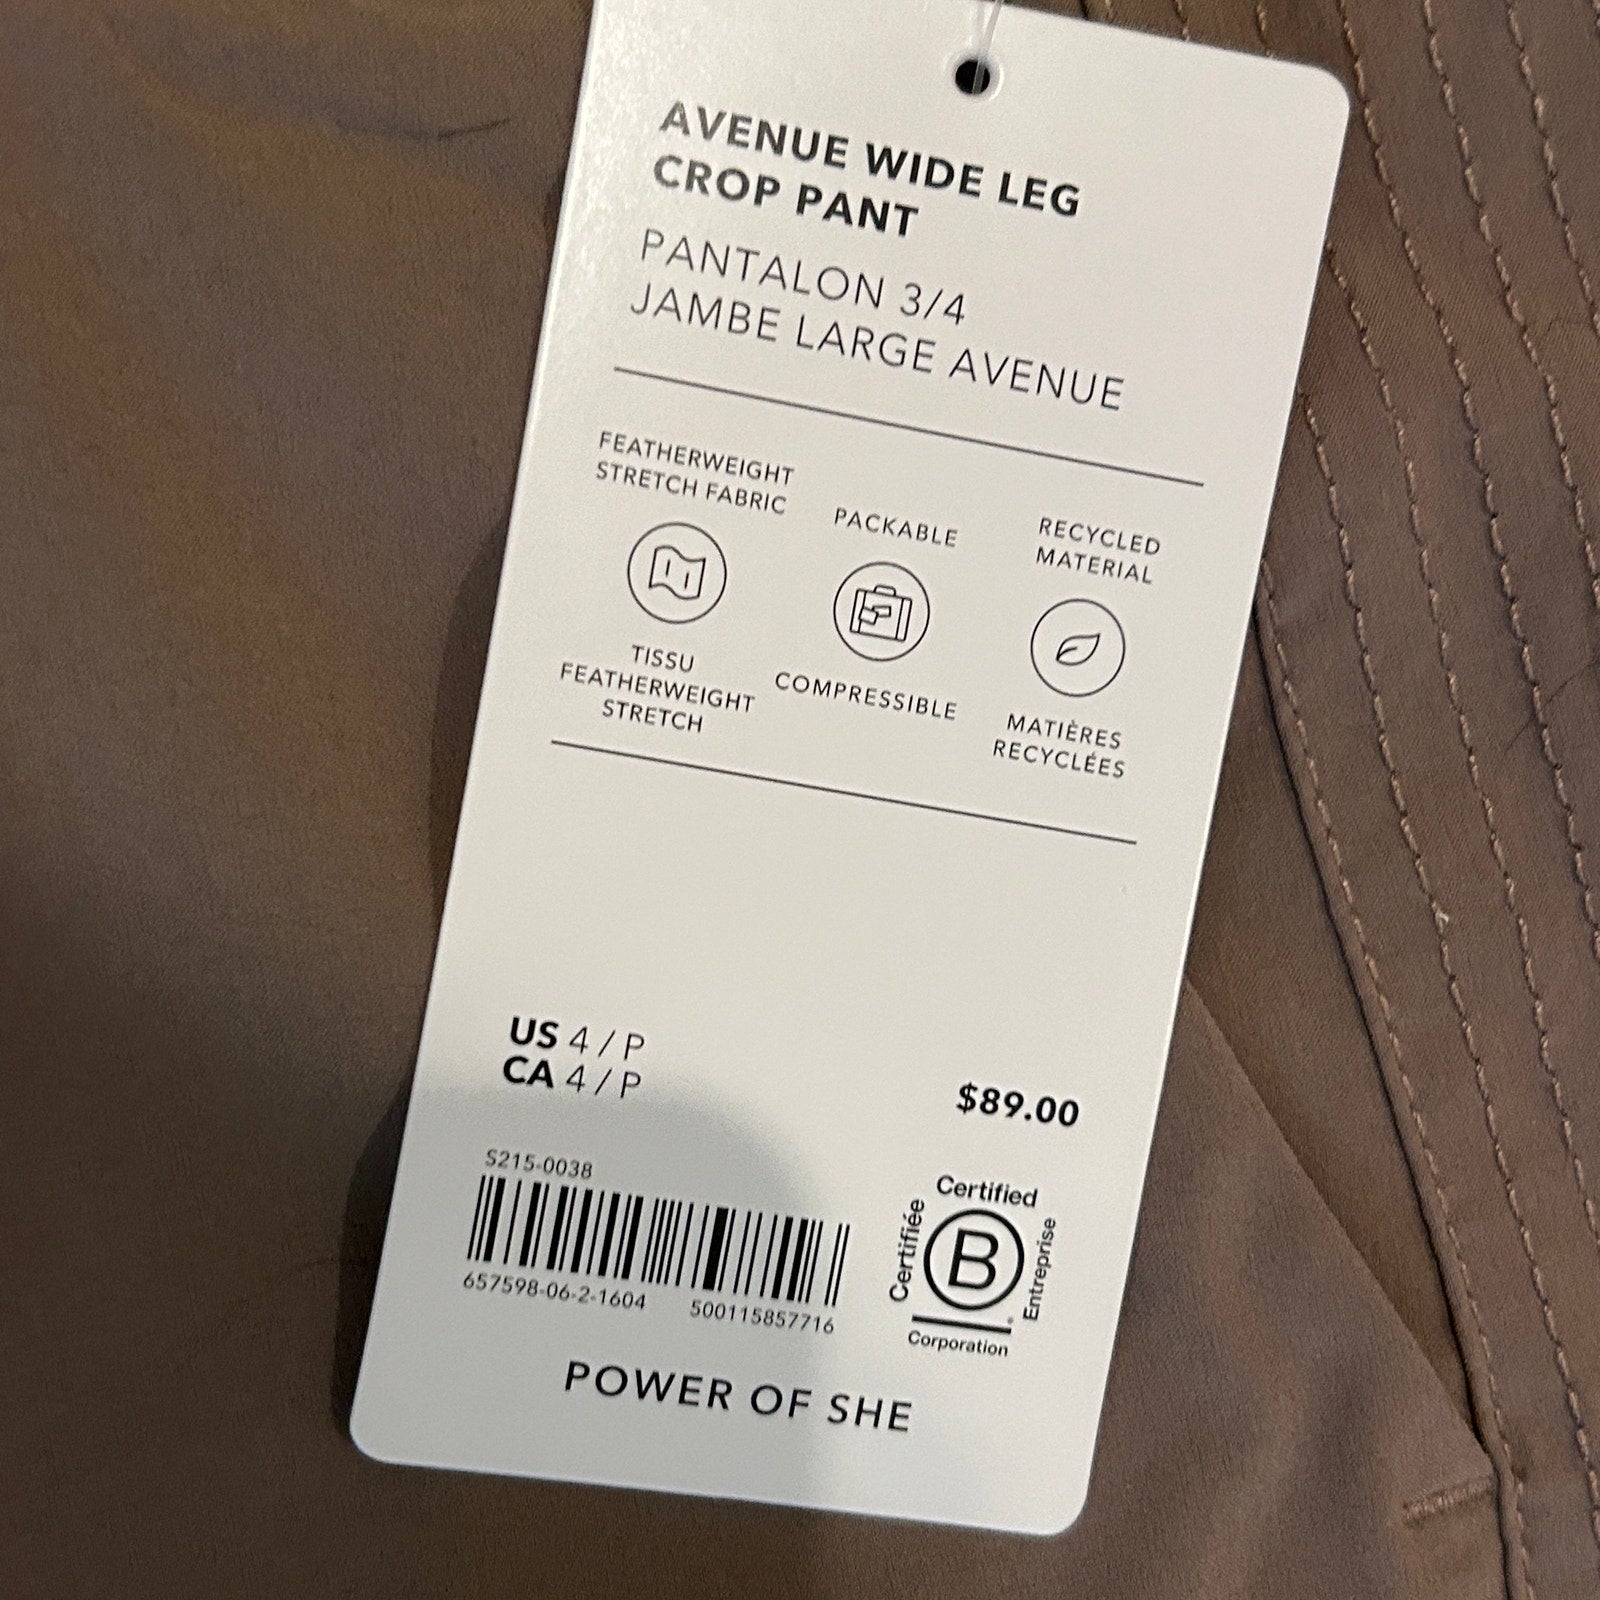 AVENUE WIDE LEG
CROP PANT
PANTALON 3/4
JAMBE LARGE AVENUE
FEATHERWEIGHT
STRETCH FABRIC
PACKABLE
RECYCLED
MATERIAL
TISSU
FEATHERWEIGHT
STRETCH
COMPRESSIBLE
MATIÈRES
RECYCLÉES
US 4 / P
CA 4 / P
$89.00
S215-0038
657598-06-2-1604 500115857716
Certified
Certifiée
B
Entreprise
Corporation
POWER OF SHE